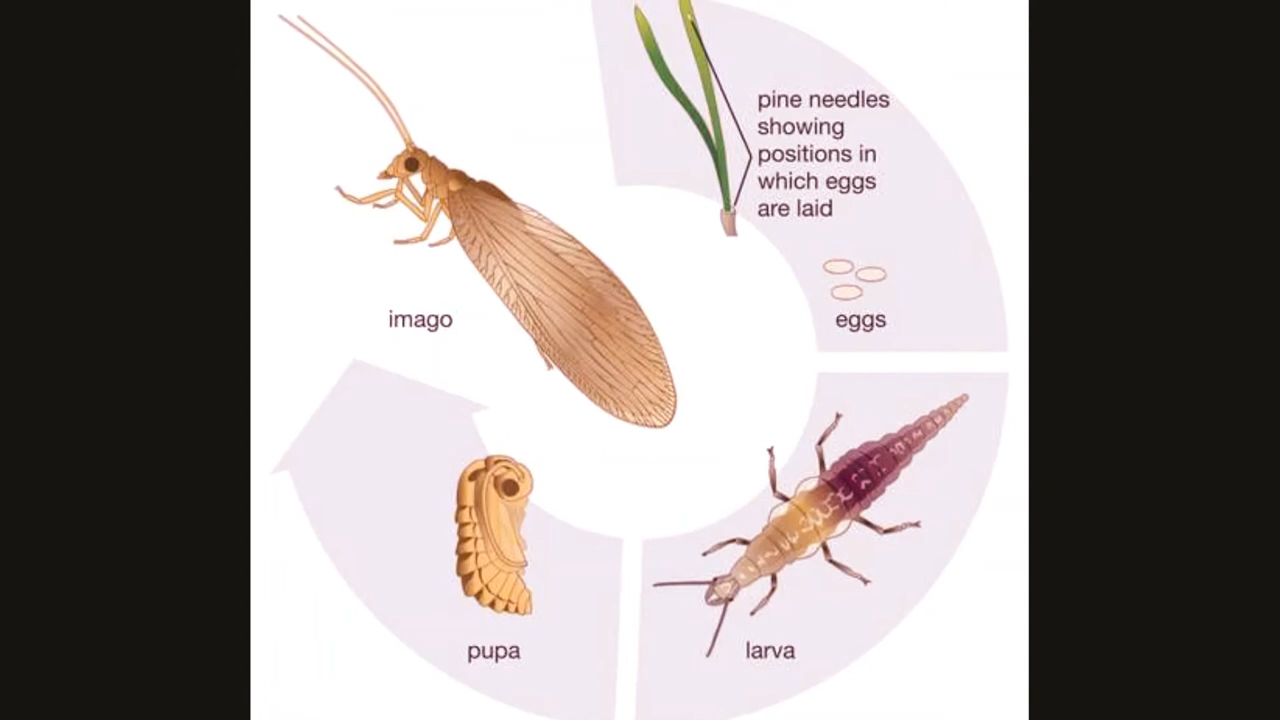 pine needles
showing
positions in
which eggs
are laid
eggs
imago
larva
pupa